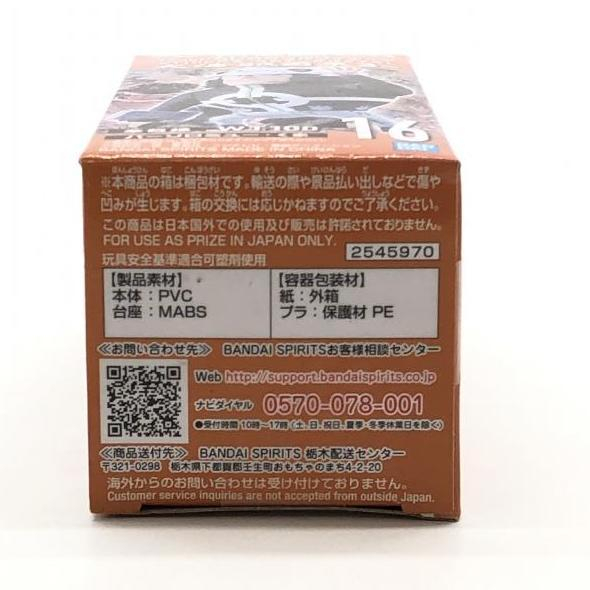 16
BANDAI SPIRITS MADE IN CHINA
※本商品の箱は梱包材です。輸送の際や景品払い出しなどで傷や
凹みが生じます。箱の交換には応じかねますのでご了承ください。
この商品は日本国外での使用及び販売は許諾されておりません。
FOR USE AS PRIZE IN JAPAN ONLY.
2545970
玩具安全基準適合可塑剤使用
【製品素材】
本体：PVC
台座：MABS
【容器包装材】
紙：外箱
プラ：保護材 PE
≪お問い合わせ先≫ BANDAI SPIRITSお客様相談センター
Web http://support.bandaispirits.co.jp
ナビダイヤル 0570-078-001
●受付時間 10時～17時 (土、日、祝日、夏季・冬季休業日を除く)
≪商品送付先≫ BANDAI SPIRITS 栃木配送センター
〒321-0298 栃木県下都賀郡壬生町おもちゃのまち4-2-20
海外からのお問い合わせは受け付けておりません。
Customer service inquiries are not accepted from outside Japan.